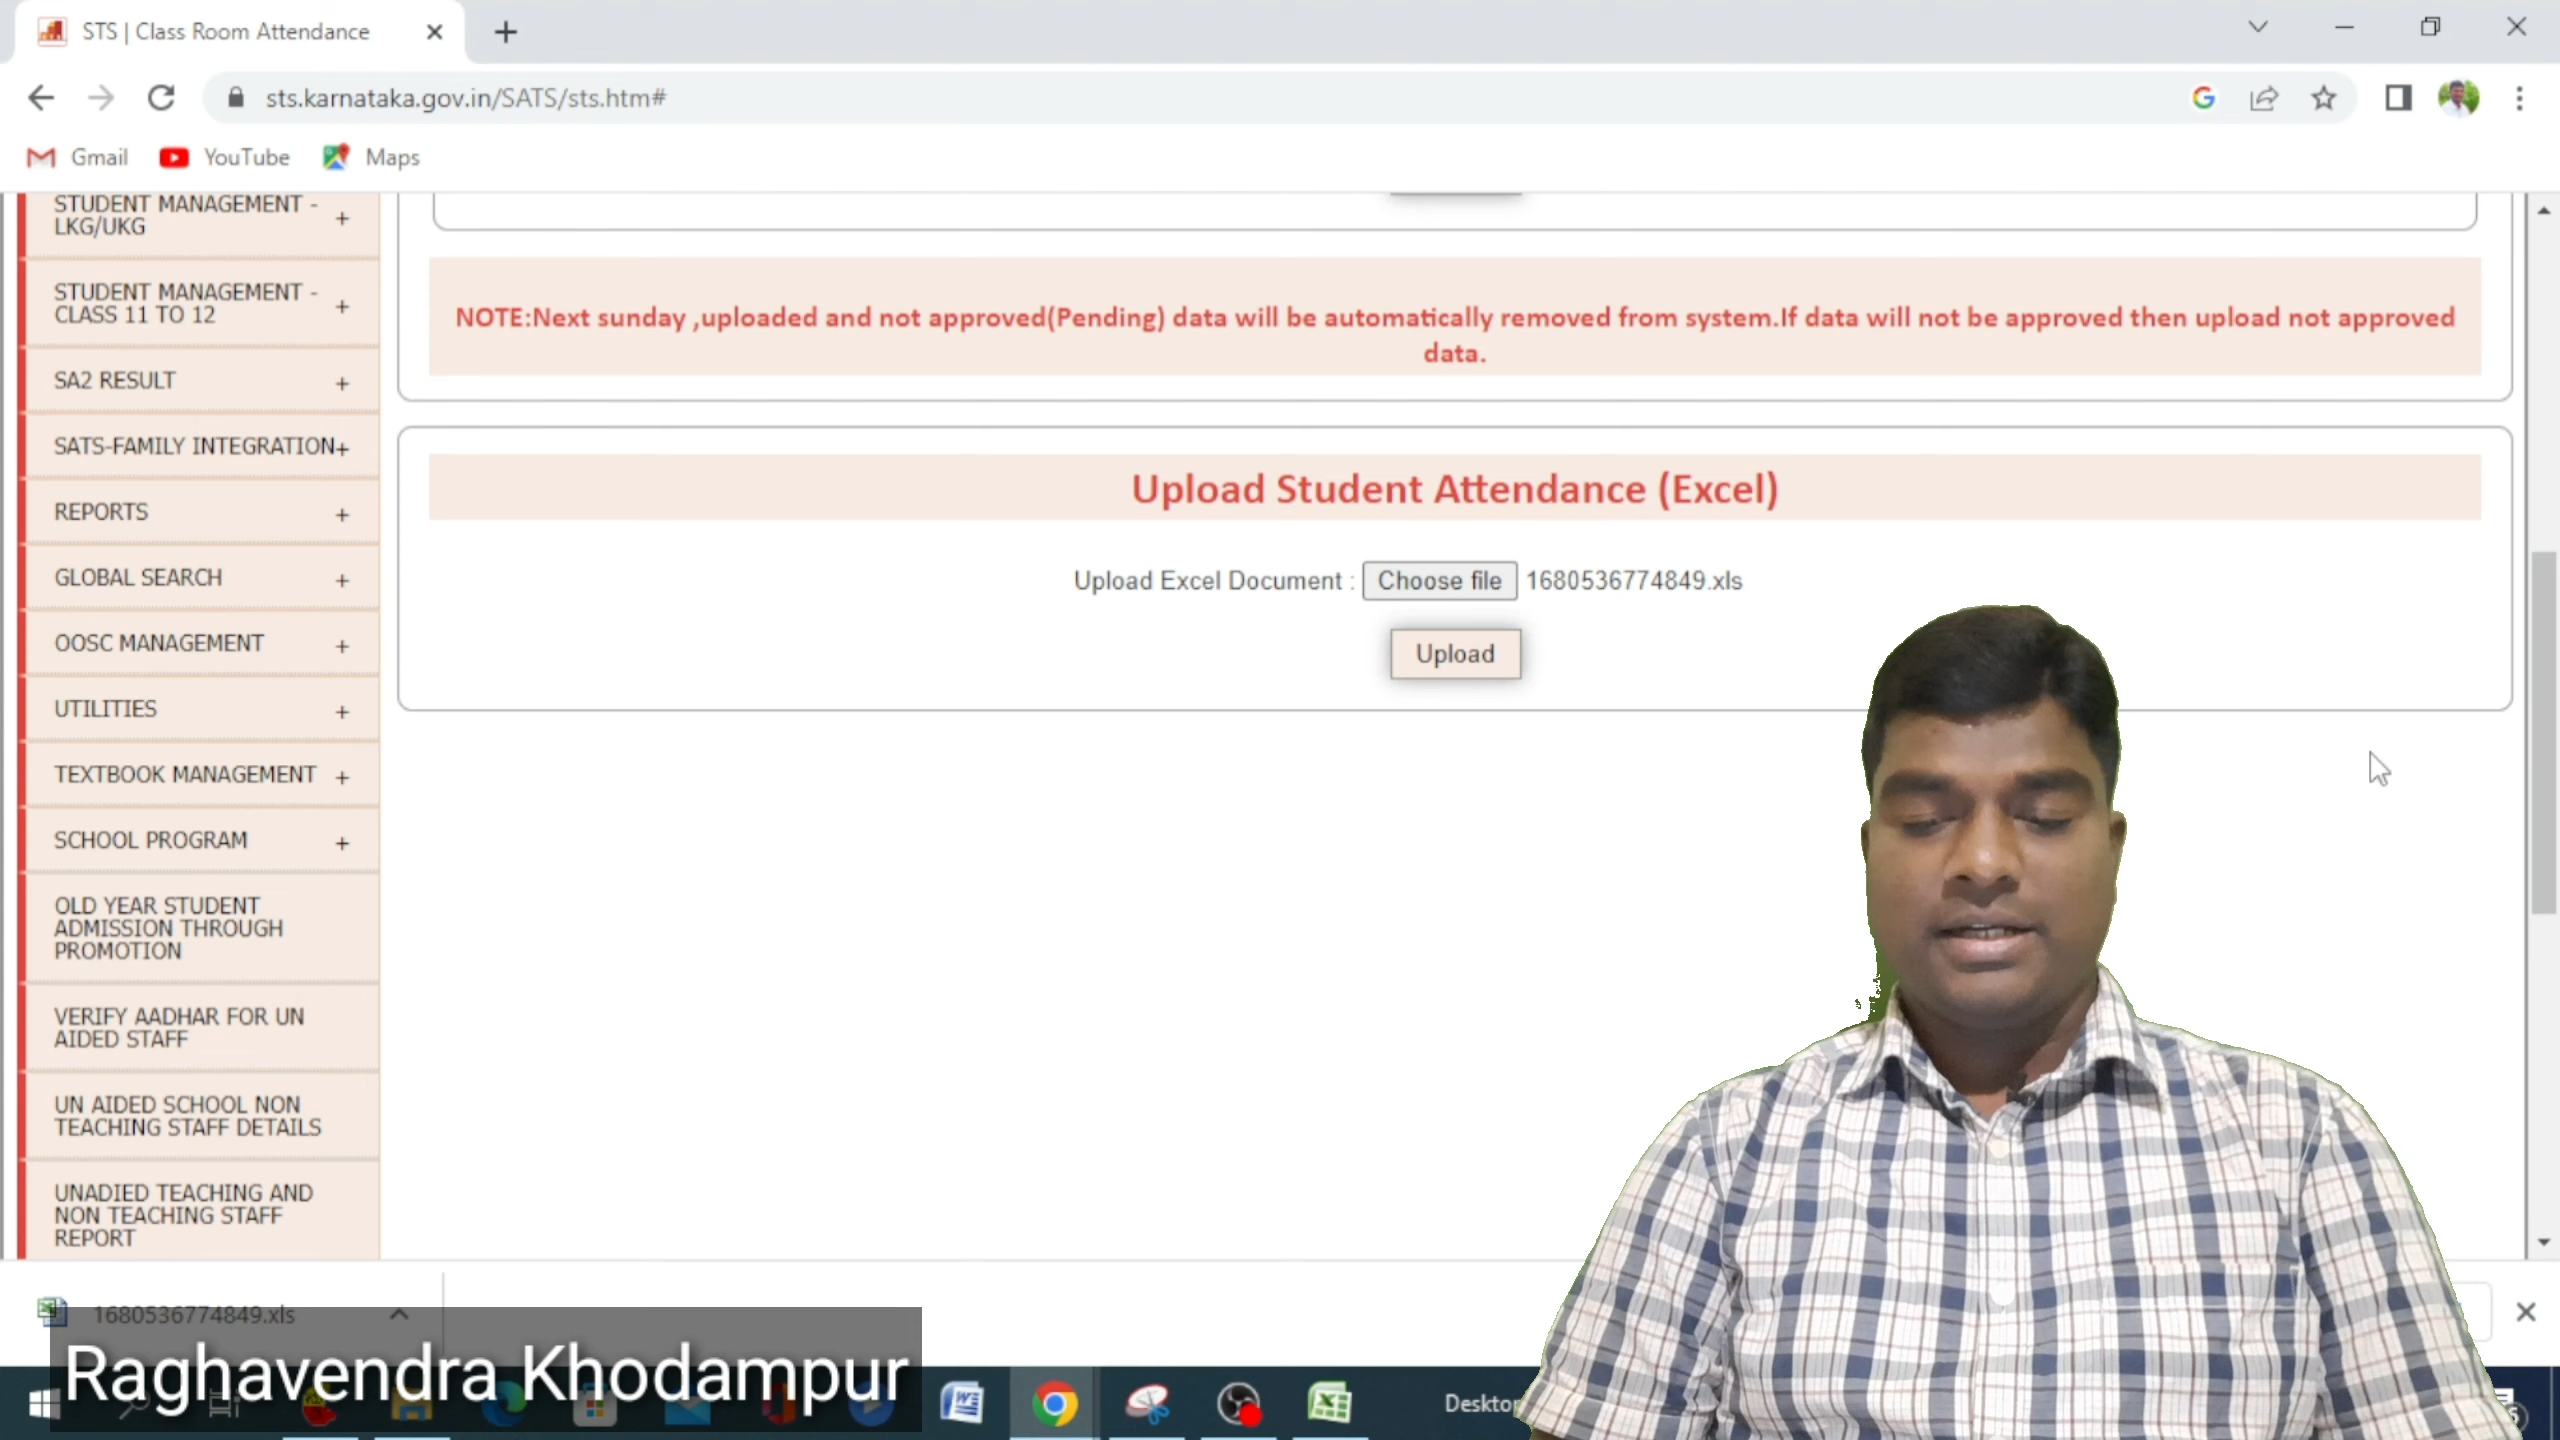 STS | Class Room Attendance
sts.karnataka.gov.in/SATS/sts.htm#
Gmail YouTube Maps
STUDENT MANAGEMENT -
LKG/UKG +
STUDENT MANAGEMENT -
CLASS 11 TO 12 +
SA2 RESULT +
SATS-FAMILY INTEGRATION+
REPORTS +
GLOBAL SEARCH +
OOSC MANAGEMENT +
UTILITIES +
TEXTBOOK MANAGEMENT +
SCHOOL PROGRAM +
OLD YEAR STUDENT
ADMISSION THROUGH
PROMOTION
VERIFY AADHAR FOR UN
AIDED STAFF
UN AIDED SCHOOL NON
TEACHING STAFF DETAILS
UNADIED TEACHING AND
NON TEACHING STAFF
REPORT
NOTE:Next sunday ,uploaded and not approved(Pending) data will be automatically removed from system.If data will not be approved then upload not approved
data.
Upload Student Attendance (Excel)
Upload Excel Document : Choose file 1680536774849.xls
Upload
1680536774849.xls
Raghavendra Khodampur